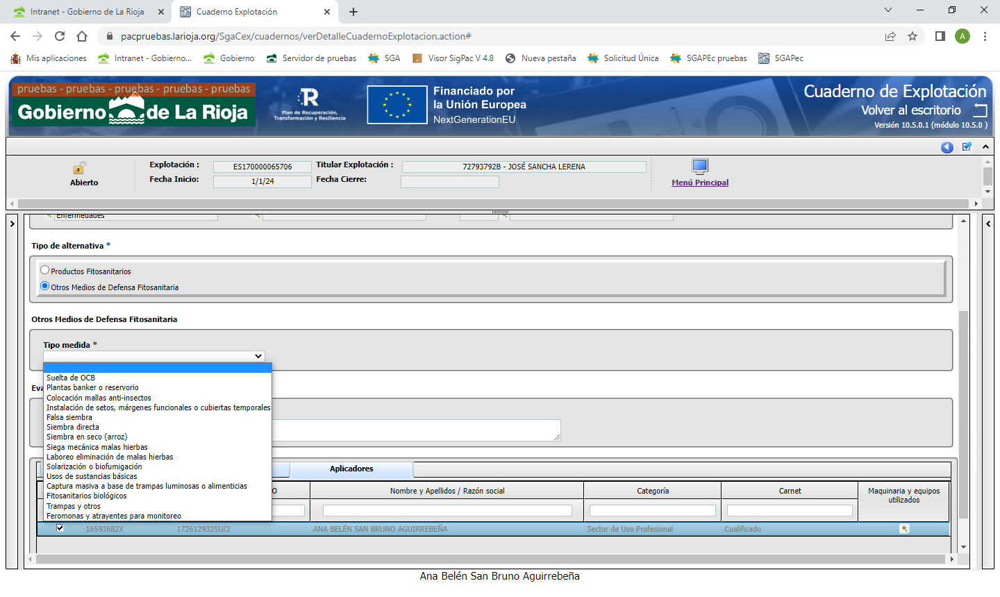 Intranet - Gobierno de La Rioja
Cuaderno Explotación
pacpruebas.larioja.org/SgaCex/cuadernos/verDetalleCuadernoExplotacion.action#
A
Mis aplicaciones
Intranet - Gobierno...
Gobierno
Servidor de pruebas
SGA
Visor SigPac V 4.8
Nueva pestaña
Solicitud Única
SGAPEc pruebas
SGAPec
pruebas - pruebas - pruebas - pruebas - pruebas
Gobierno de La Rioja
R
Plan de Recuperación,
Transformación y Resiliencia
Financiado por
la Unión Europea
NextGenerationEU
Cuaderno de Explotación
Volver al escritorio
Versión 10.5.0.1 (módulo 10.5.0 )
Abierto
Explotación : ES170000065706 Titular Explotación : 72793792B - JOSÉ SANCHA LERENA
Fecha Inicio: 1/1/24 Fecha Cierre:
Menú Principal
Enfermedades
Tipo de alternativa *
Productos Fitosanitarios
Otros Medios de Defensa Fitosanitaria
Otros Medios de Defensa Fitosanitaria
Tipo medida *
Suelta de OCB
Plantas banker o reservorio
Eva
Colocación mallas anti-insectos
Instalación de setos, márgenes funcionales o cubiertas temporales
Falsa siembra
Siembra directa
Siembra en seco (arroz)
Siega mecánica malas hierbas
Laboreo eliminación de malas hierbas
Solarización o biofumigación
Usos de sustancias básicas
Captura masiva a base de trampas luminosas o alimenticias
Fitosanitarios biológicos
Trampas y otros
Feromonas y atrayentes para monitoreo
Aplicadores
O Nombre y Apellidos / Razón social Categoría Carnet Maquinaria y equipos
utilizados
16593682X 172612932SU/2 ANA BELÉN SAN BRUNO AGUIRREBEÑA Sector de Uso Profesional Cualificado
Ana Belén San Bruno Aguirrebeña